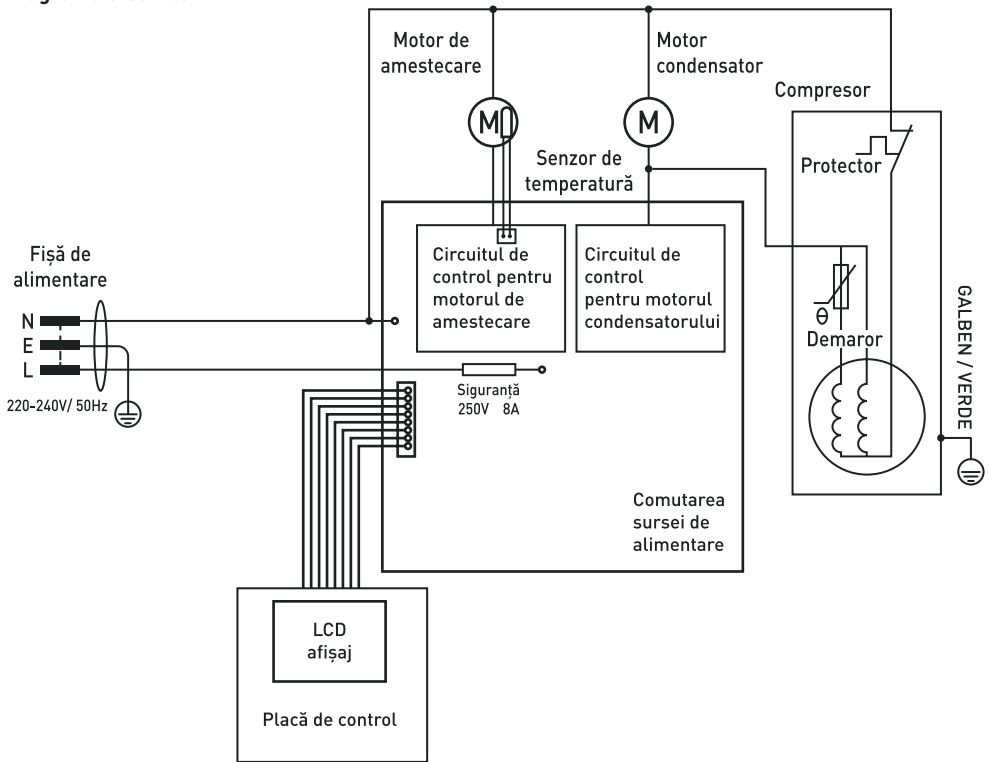 Motor de
amestecare
Motor
condensator
Compresor
M
M
Protector
Senzor de
temperatură
Fișă de
alimentare
Circuitul de
control pentru
motorul de
amestecare
Circuitul de
control
pentru motorul
condensatorului
N
E
L
220-240V/ 50Hz
Siguranță
250V 8A
θ
Demaror
GALBEN / VERDE
Comutarea
sursei de
alimentare
LCD
afișaj
Placă de control